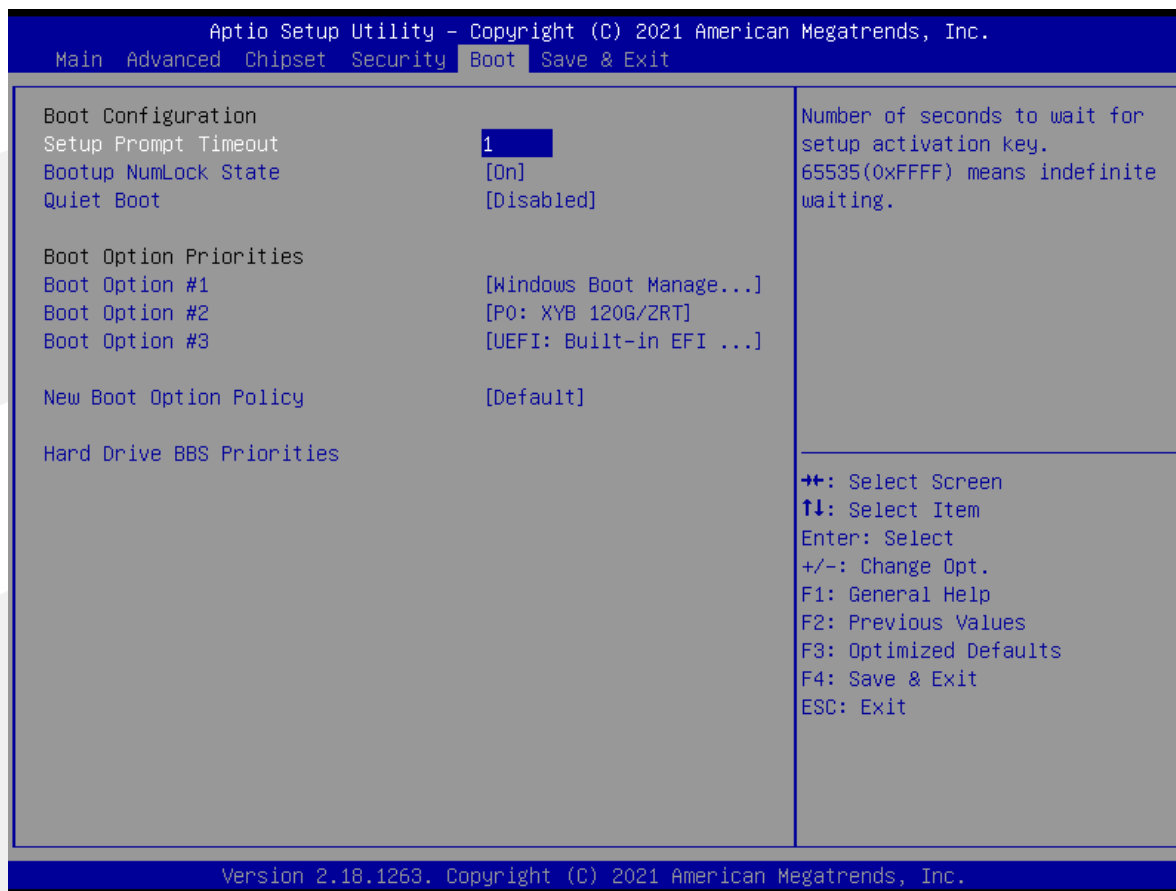 Aptio Setup Utility – Copyright (C) 2021 American Megatrends, Inc.
Main Advanced Chipset Security Boot Save & Exit
Boot Configuration
Setup Prompt Timeout 1
Bootup NumLock State [On]
Quiet Boot [Disabled]
Boot Option Priorities
Boot Option #1 [Windows Boot Manage...]
Boot Option #2 [P0: XYB 120G/ZRT]
Boot Option #3 [UEFI: Built-in EFI ...]
New Boot Option Policy [Default]
Hard Drive BBS Priorities
Number of seconds to wait for
setup activation key.
65535(0xFFFF) means indefinite
waiting.
→←: Select Screen
↑↓: Select Item
Enter: Select
+/-: Change Opt.
F1: General Help
F2: Previous Values
F3: Optimized Defaults
F4: Save & Exit
ESC: Exit
Version 2.18.1263. Copyright (C) 2021 American Megatrends, Inc.